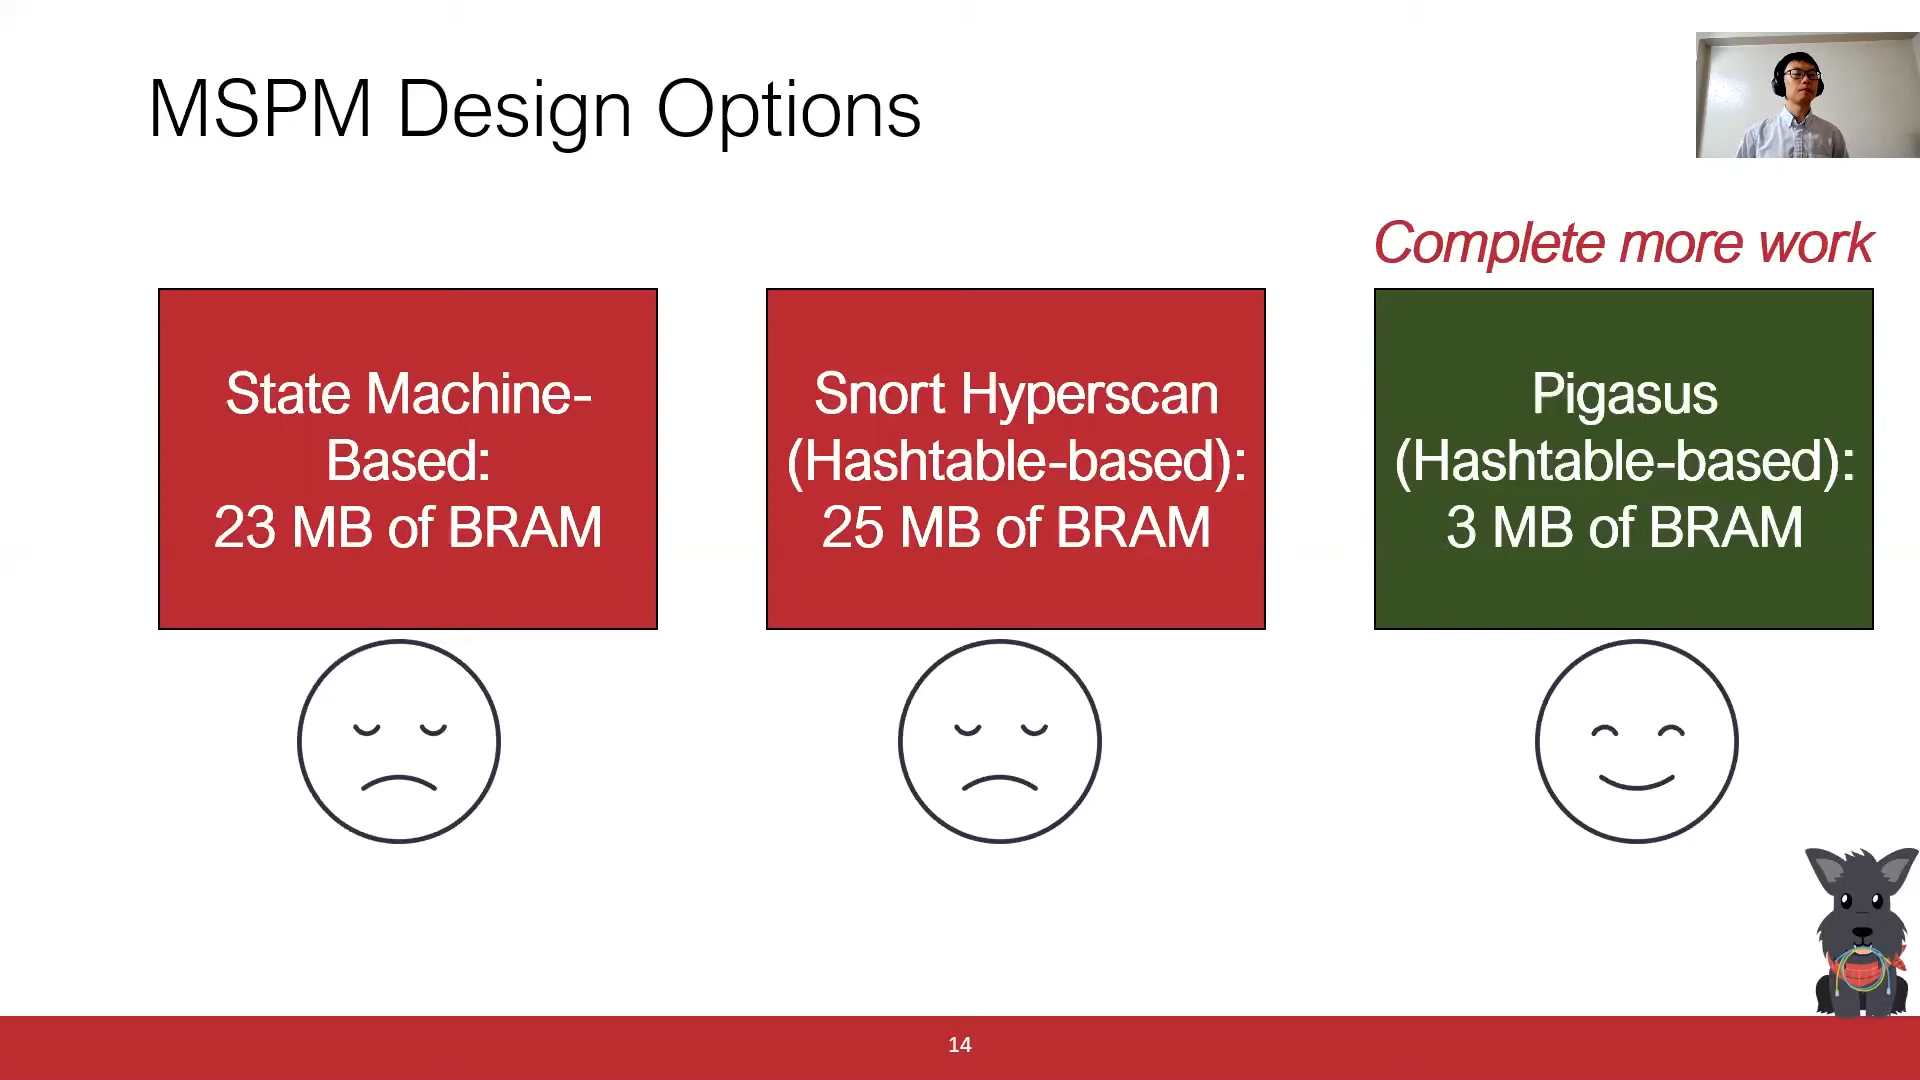 MSPM Design Options
Complete more work
State Machine-
Based:
23 MB of BRAM
Snort Hyperscan
(Hashtable-based):
25 MB of BRAM
Pigasus
(Hashtable-based):
3 MB of BRAM
14